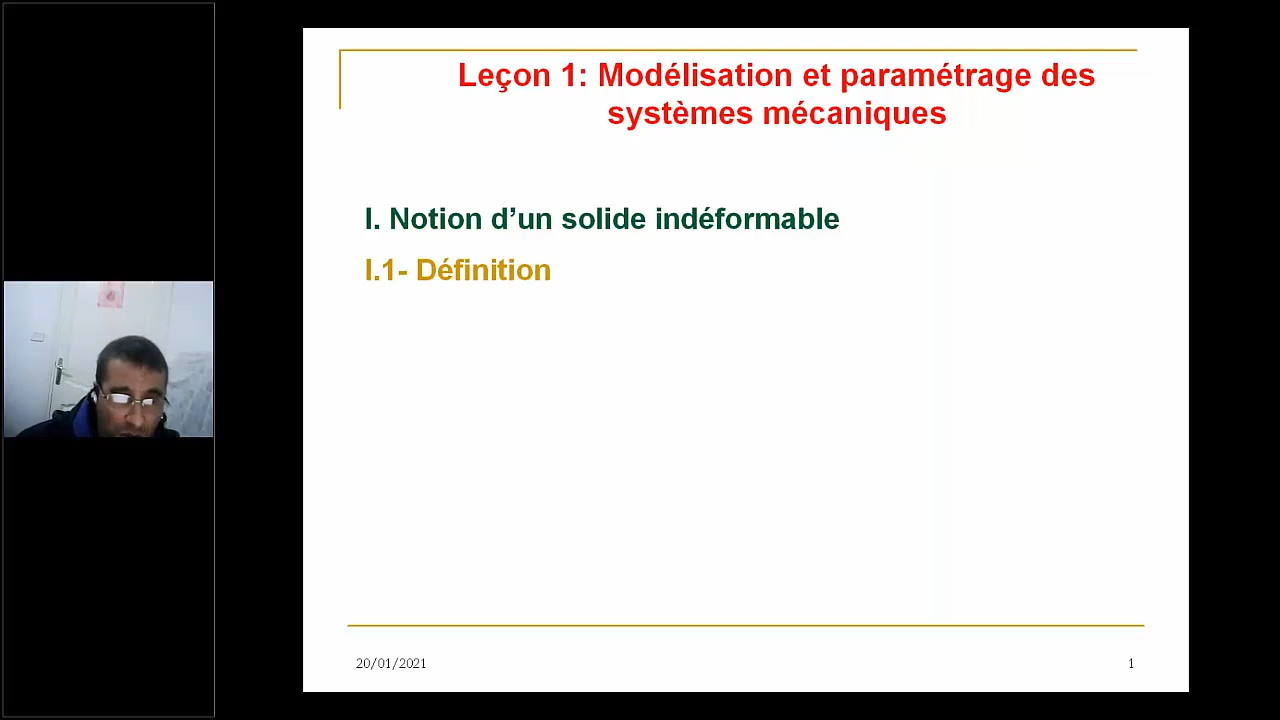 Leçon 1: Modélisation et paramétrage des
systèmes mécaniques
I. Notion d’un solide indéformable
I.1- Définition
20/01/2021
1